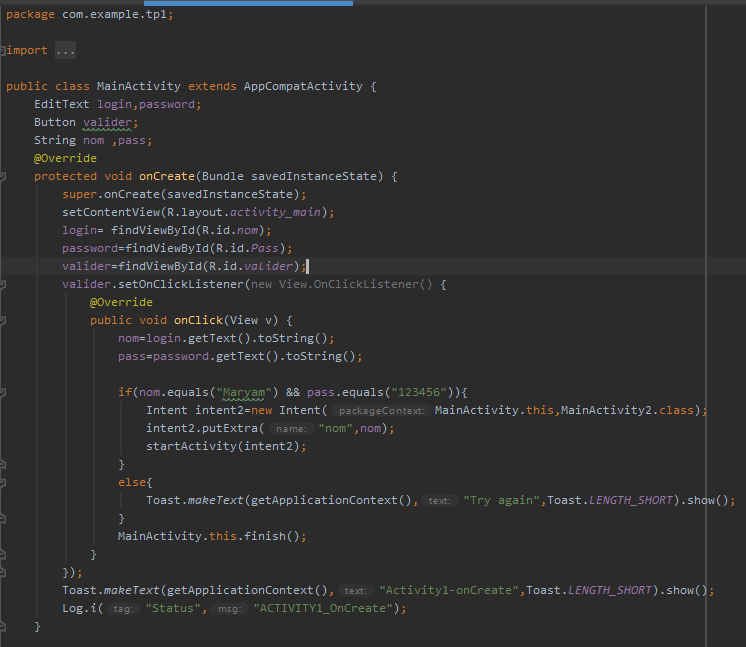 package com.example.tp1;
import ...
public class MainActivity extends AppCompatActivity {
EditText login,password;
Button valider;
String nom ,pass;
@Override
protected void onCreate(Bundle savedInstanceState) {
super.onCreate(savedInstanceState);
setContentView(R.layout.activity_main);
login= findViewById(R.id.nom);
password=findViewById(R.id.Pass);
valider=findViewById(R.id.valider);
valider.setOnClickListener(new View.OnClickListener() {
@Override
public void onClick(View v) {
nom=login.getText().toString();
pass=password.getText().toString();
if(nom.equals("Maryam") && pass.equals("123456")){
Intent intent2=new Intent( packageContext: MainActivity.this,MainActivity2.class);
intent2.putExtra( name: "nom",nom);
startActivity(intent2);
}
else{
Toast.makeText(getApplicationContext(), text: "Try again",Toast.LENGTH_SHORT).show();
}
MainActivity.this.finish();
}
});
Toast.makeText(getApplicationContext(), text: "Activity1-onCreate",Toast.LENGTH_SHORT).show();
Log.i( tag: "Status", msg: "ACTIVITY1_OnCreate");
}